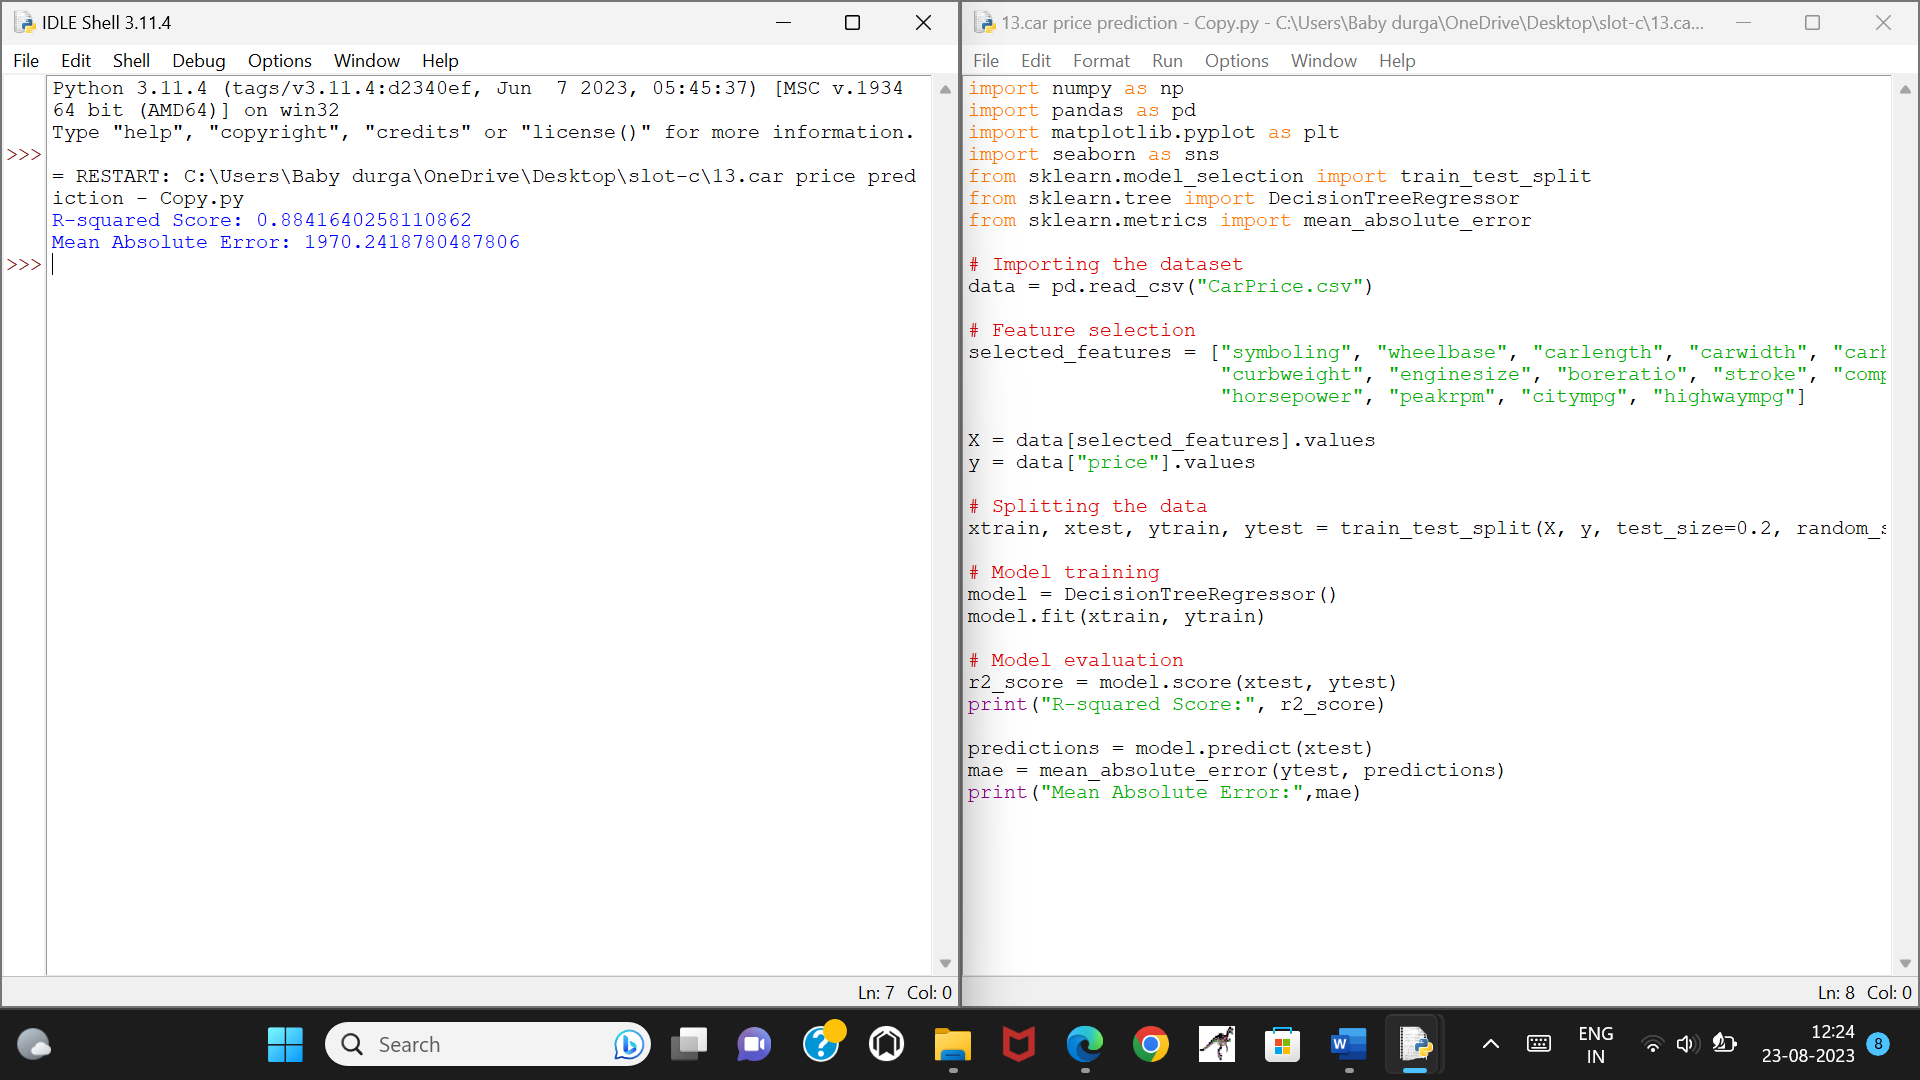 IDLE Shell 3.11.4
File Edit Shell Debug Options Window Help
Python 3.11.4 (tags/v3.11.4:d2340ef, Jun  7 2023, 05:45:37) [MSC v.1934
64 bit (AMD64)] on win32
Type "help", "copyright", "credits" or "license()" for more information.
>>>
= RESTART: C:\Users\Baby durga\OneDrive\Desktop\slot-c\13.car price pred
iction - Copy.py
R-squared Score: 0.8841640258110862
Mean Absolute Error: 1970.2418780487806
>>>
Ln: 7 Col: 0
13.car price prediction - Copy.py - C:\Users\Baby durga\OneDrive\Desktop\slot-c\13.ca...
File Edit Format Run Options Window Help
import numpy as np
import pandas as pd
import matplotlib.pyplot as plt
import seaborn as sns
from sklearn.model_selection import train_test_split
from sklearn.tree import DecisionTreeRegressor
from sklearn.metrics import mean_absolute_error
# Importing the dataset
data = pd.read_csv("CarPrice.csv")
# Feature selection
selected_features = ["symboling", "wheelbase", "carlength", "carwidth", "carh
"curbweight", "enginesize", "boreratio", "stroke", "comp
"horsepower", "peakrpm", "citympg", "highwaympg"]
X = data[selected_features].values
y = data["price"].values
# Splitting the data
xtrain, xtest, ytrain, ytest = train_test_split(X, y, test_size=0.2, random_s
# Model training
model = DecisionTreeRegressor()
model.fit(xtrain, ytrain)
# Model evaluation
r2_score = model.score(xtest, ytest)
print("R-squared Score:", r2_score)
predictions = model.predict(xtest)
mae = mean_absolute_error(ytest, predictions)
print("Mean Absolute Error:",mae)
Ln: 8 Col: 0
Search
ENG
IN
12:24
23-08-2023
8